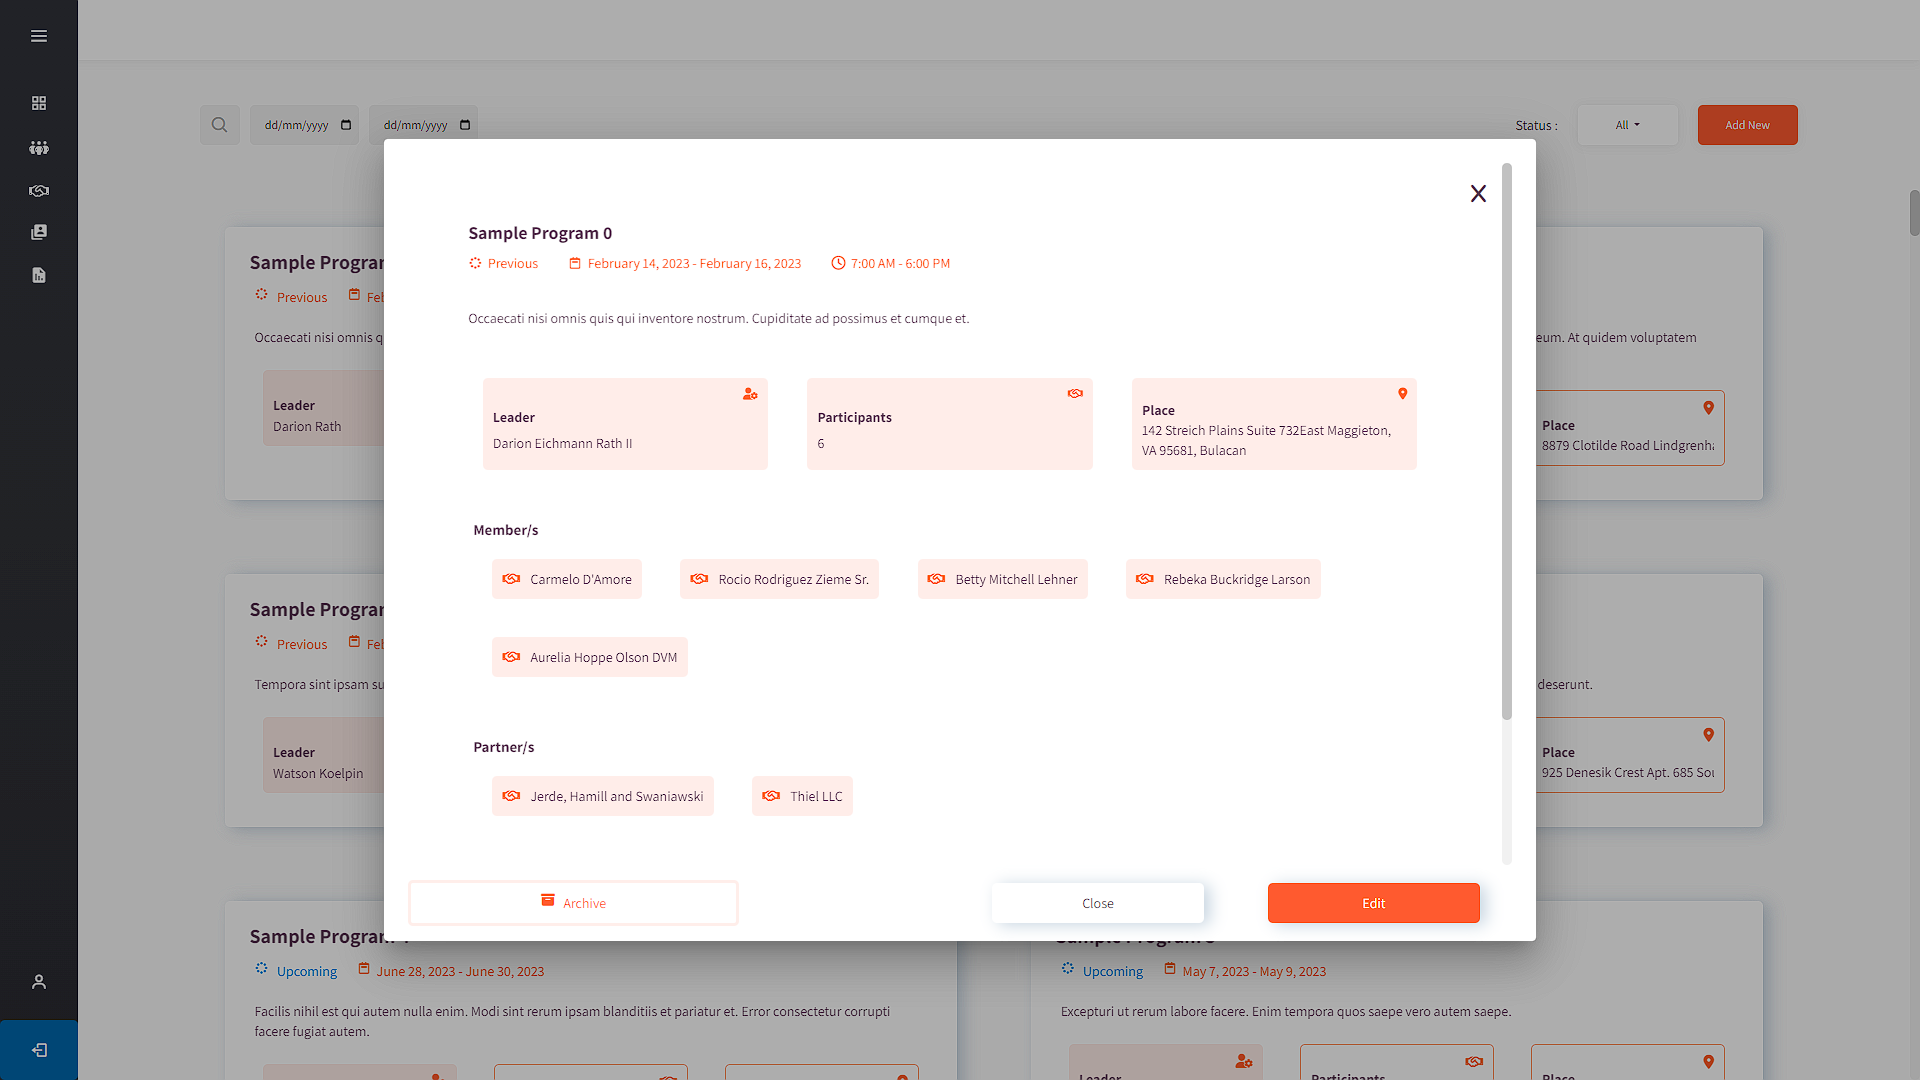 dd/mm/yyyy
dd/mm/yyyy
Status :
All
Add New
X
Sample Program 0
Previous
February 14, 2023 - February 16, 2023
7:00 AM - 6:00 PM
Occaecati nisi omnis quis qui inventore nostrum. Cupiditate ad possimus et cumque et.
Leader
Darion Eichmann Rath II
Participants
6
Place
142 Streich Plains Suite 732East Maggieton,
VA 95681, Bulacan
Member/s
Carmelo D'Amore
Rocio Rodriguez Zieme Sr.
Betty Mitchell Lehner
Rebeka Buckridge Larson
Aurelia Hoppe Olson DVM
Partner/s
Jerde, Hamill and Swaniawski
Thiel LLC
Archive
Close
Edit
Sample
Previous
Occaecati nisi omnis
Leader
Darion Rath
eum. At quidem voluptatem
Place
8879 Clotilde Road
Sample
Previous
Tempora sint ipsam
Leader
Watson Koelpin
deserunt.
Place
925 Denesik Crest Apt. 685
Sample
Upcoming
June 28, 2023 - June 30, 2023
Facilis nihil est qui autem nulla enim. Modi sint rerum ipsam blanditiis et pariatur et. Error consectetur corrupti
facere fugiat autem.
Upcoming
May 7, 2023 - May 9, 2023
Excepturi ut rerum labore facere. Enim tempora quos saepe vero autem saepe.
Leader
Participants
Place